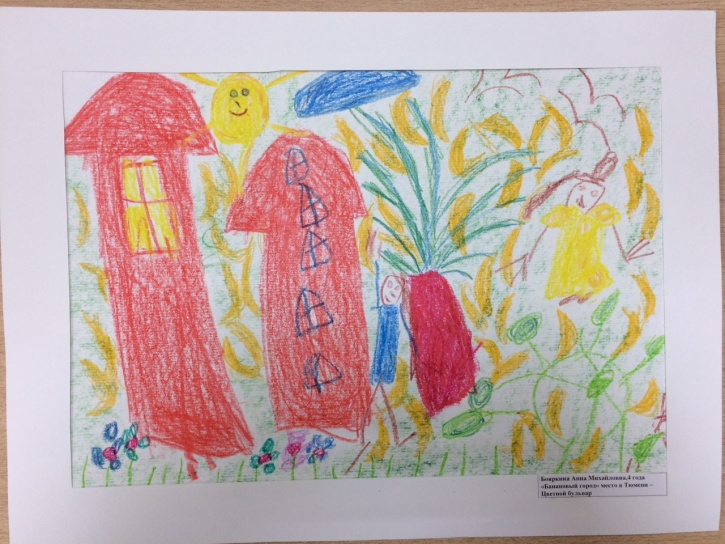 Бояркина Анна Михайловна,4 года
«Банановый город» место в Тюмени –
Цветной бульвар